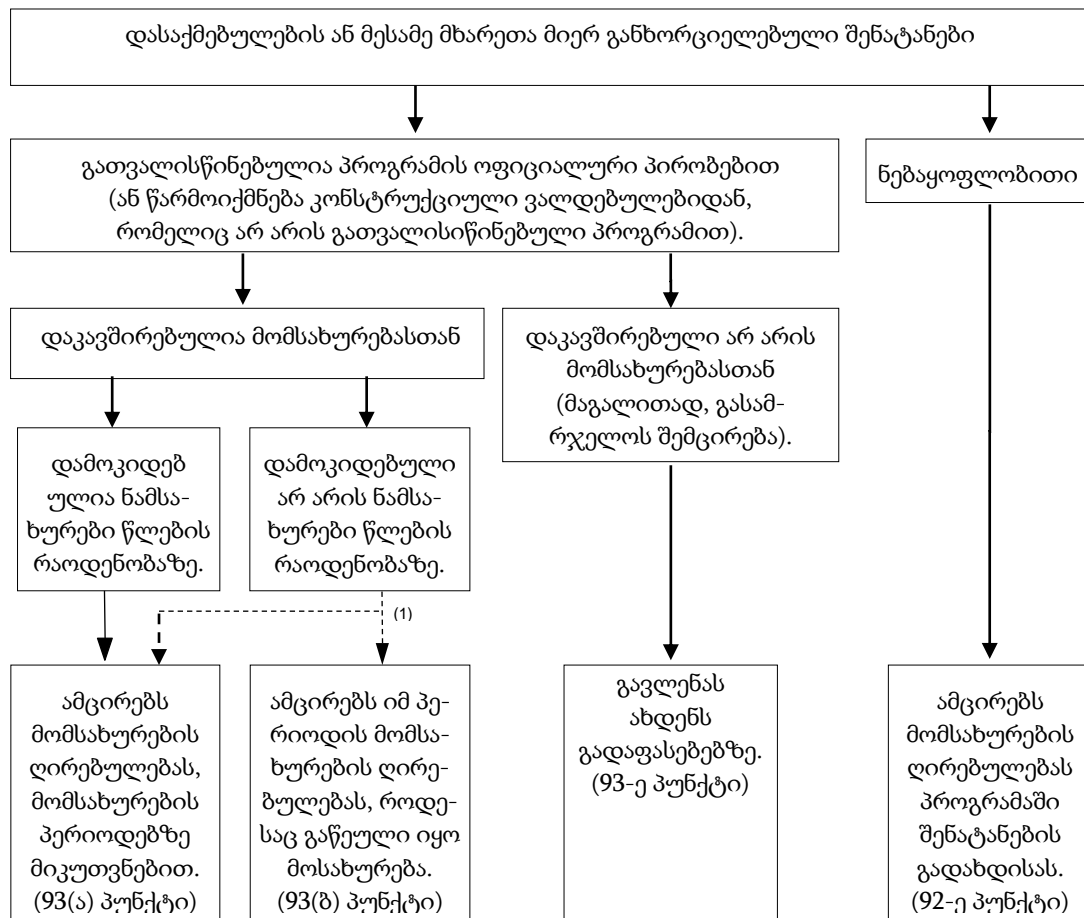 დასაქმებულების ან მესამე მხარეთა მიერ განხორციელებული შენატანები
გათვალისწინებულია პროგრამის ოფიციალური პირობებით
(ან წარმოიქმნება კონსტრუქციული ვალდებულებიდან,
რომელიც არ არის გათვალისიწინებული პროგრამით).
ნებაყოფლობითი
დაკავშირებულია მომსახურებასთან
დაკავშირებული არ არის
მომსახურებასთან
(მაგალითად, გასამ-
რჯელოს შემცირება).
დამოკიდებ
ულია ნამსა-
ხურები წლების
რაოდენობაზე.
დამოკიდებული
არ არის ნამსა-
ხურები წლების
რაოდენობაზე.
(1)
ამცირებს
მომსახურების
ღირებულებას,
მომსახურების
პერიოდებზე
მიკუთვნებით.
(93(ა) პუნქტი)
ამცირებს იმ პე-
რიოდის მომსა-
ხურების ღირე-
ბულებას, როდე-
საც გაწეული იყო
მოსახურება.
(93(ბ) პუნქტი)
გავლენას
ახდენს
გადაფასებებზე.
(93-ე პუნქტი)
ამცირებს
მომსახურების
ღირებულებას
პროგრამაში
შენატანების
გადახდისას.
(92-ე პუნქტი)